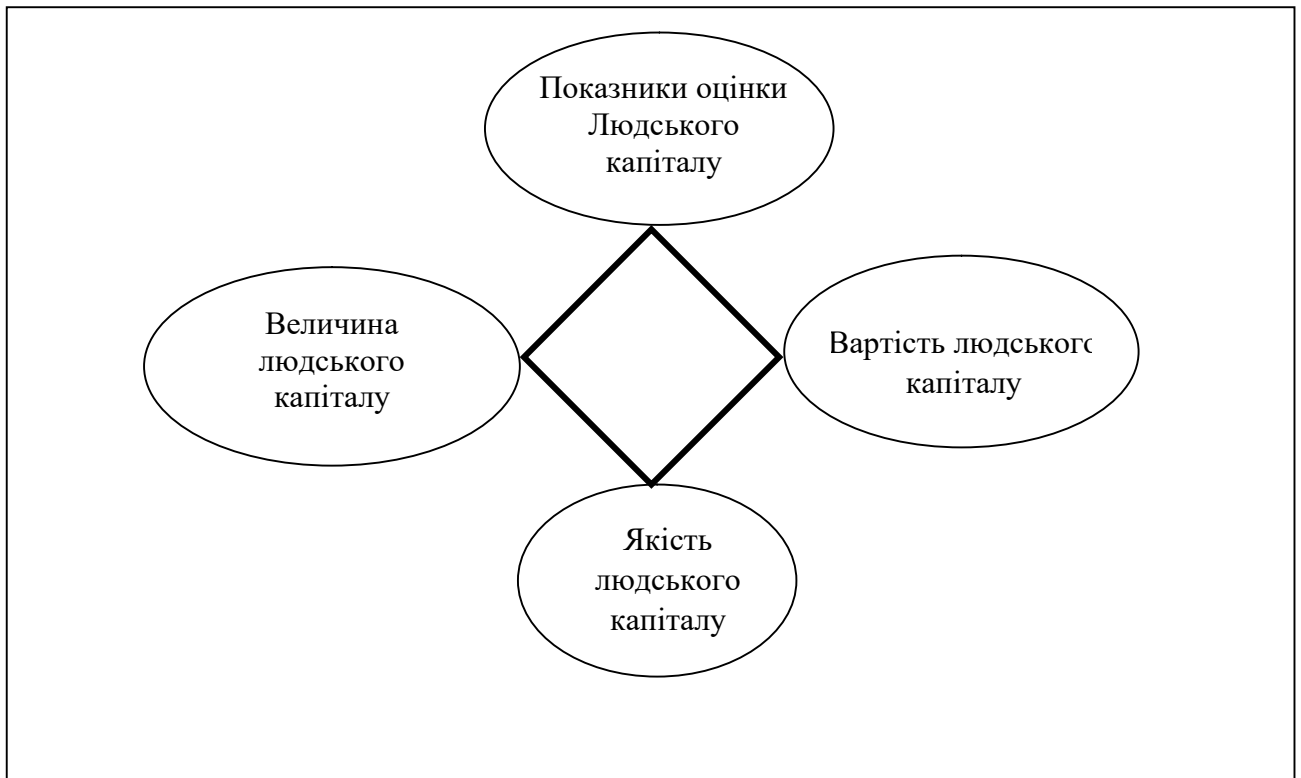 Показники оцінки
Людського
капіталу
Величина
людського
капіталу
Вартість людського
капіталу
Якість
людського
капіталу